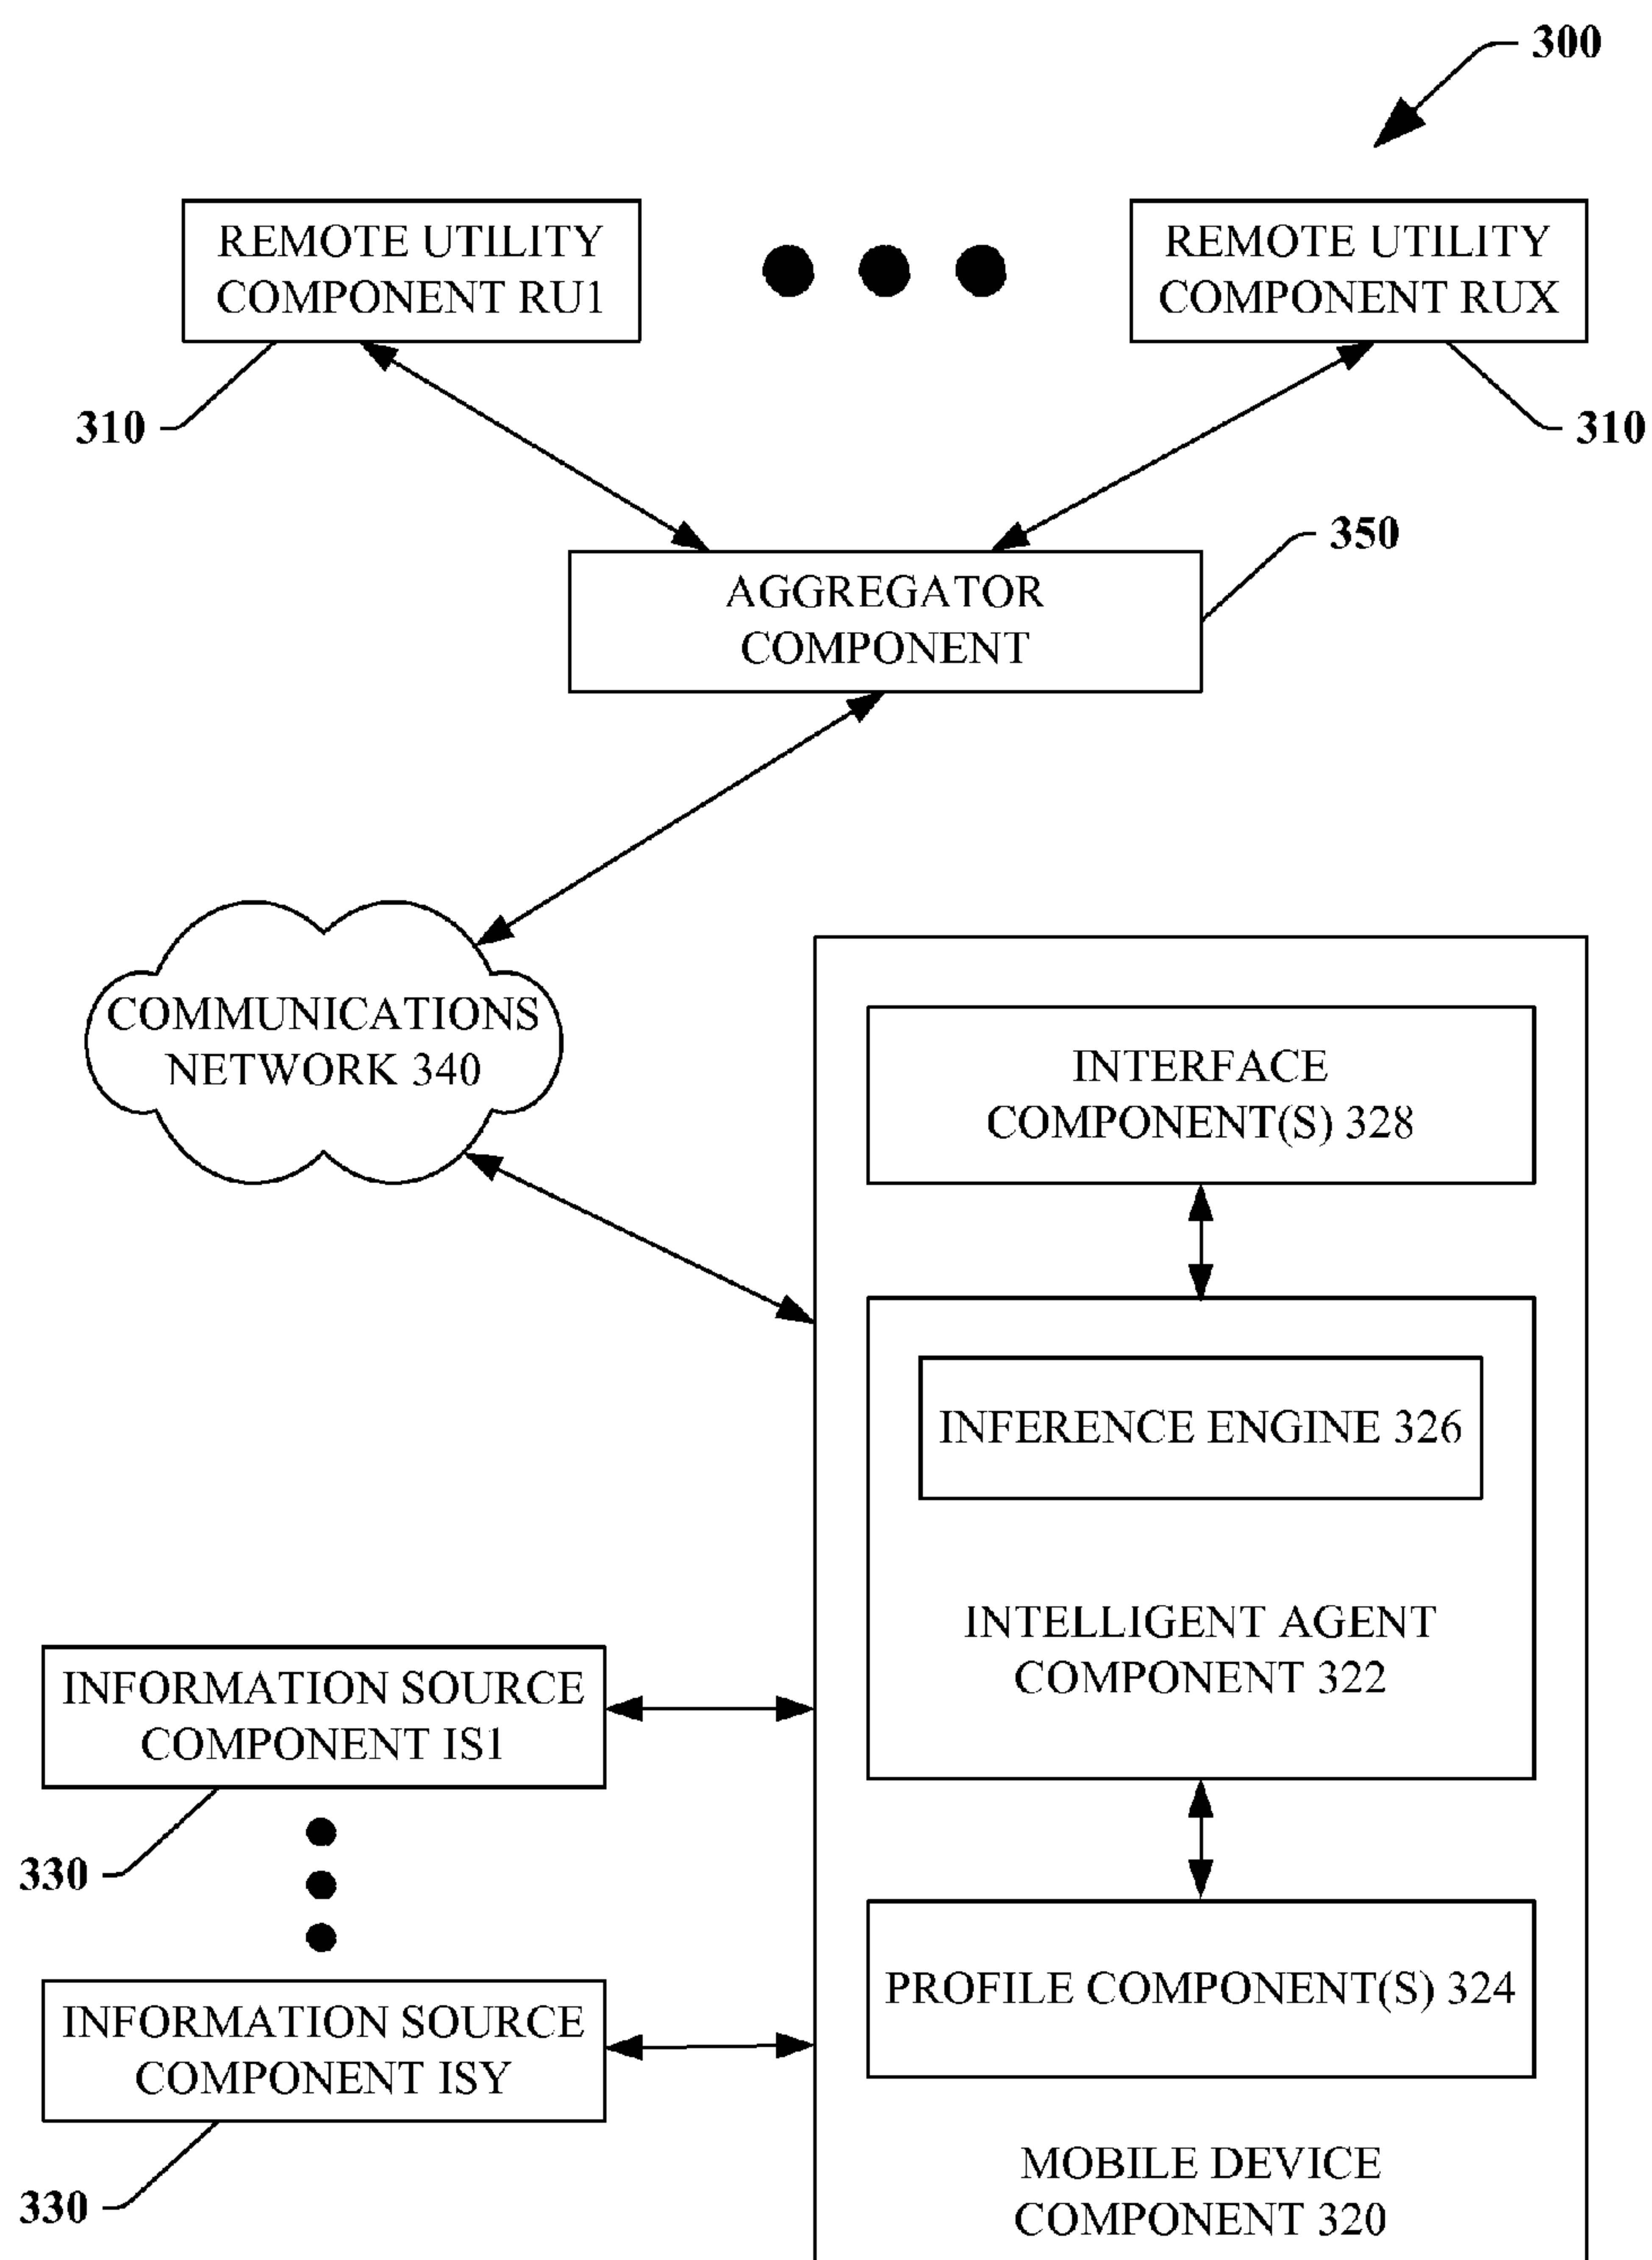 300
REMOTE UTILITY
COMPONENT RU1
REMOTE UTILITY
COMPONENT RUX
310
310
350
AGGREGATOR
COMPONENT
COMMUNICATIONS
NETWORK 340
INTERFACE
COMPONENT(S) 328
INFERENCE ENGINE 326
INTELLIGENT AGENT
COMPONENT 322
INFORMATION SOURCE
COMPONENT IS1
330
PROFILE COMPONENT(S) 324
INFORMATION SOURCE
COMPONENT ISY
330
MOBILE DEVICE
COMPONENT 320